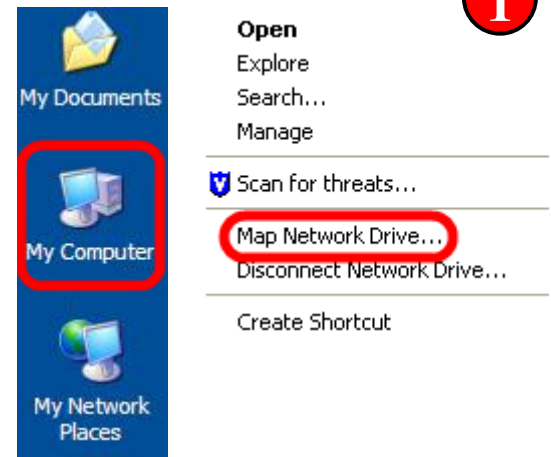 My Documents
My Computer
My Network
Places
1
Open
Explore
Search...
Manage
Scan for threats...
Map Network Drive...
Disconnect Network Drive...
Create Shortcut